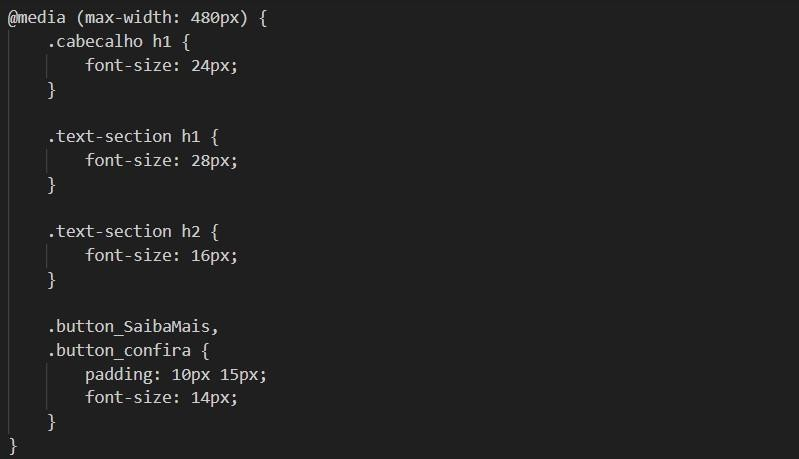 @media (max-width: 480px) {
    .cabecalho h1 {
        font-size: 24px;
    }

    .text-section h1 {
        font-size: 28px;
    }

    .text-section h2 {
        font-size: 16px;
    }

    .button_SaibaMais,
    .button_confira {
        padding: 10px 15px;
        font-size: 14px;
    }
}